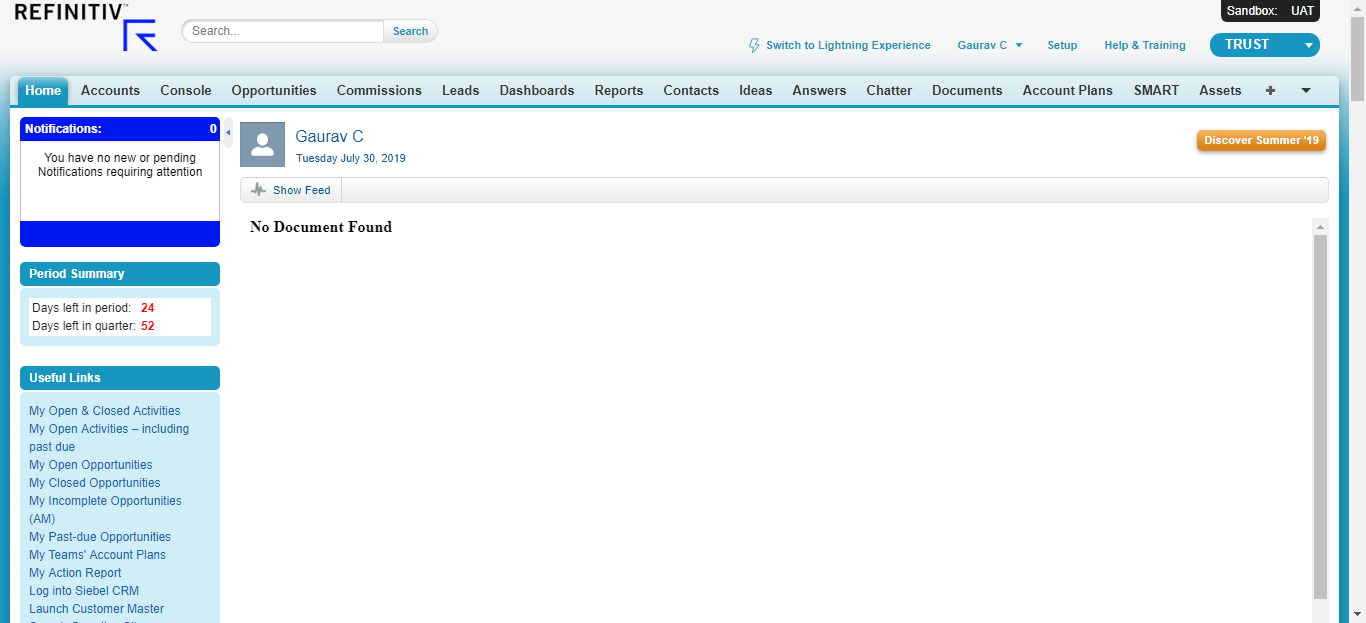 REFINITIV
Search...
Search
Sandbox: UAT
Switch to Lightning Experience
Gaurav C
Setup
Help & Training
TRUST
Home
Accounts
Console
Opportunities
Commissions
Leads
Dashboards
Reports
Contacts
Ideas
Answers
Chatter
Documents
Account Plans
SMART
Assets
Notifications: 0
You have no new or pending
Notifications requiring attention
Gaurav C
Tuesday July 30, 2019
Discover Summer '19
Show Feed
No Document Found
Period Summary
Days left in period: 24
Days left in quarter: 52
Useful Links
My Open & Closed Activities
My Open Activities – including
past due
My Open Opportunities
My Closed Opportunities
My Incomplete Opportunities
(AM)
My Past-due Opportunities
My Teams' Account Plans
My Action Report
Log into Siebel CRM
Launch Customer Master